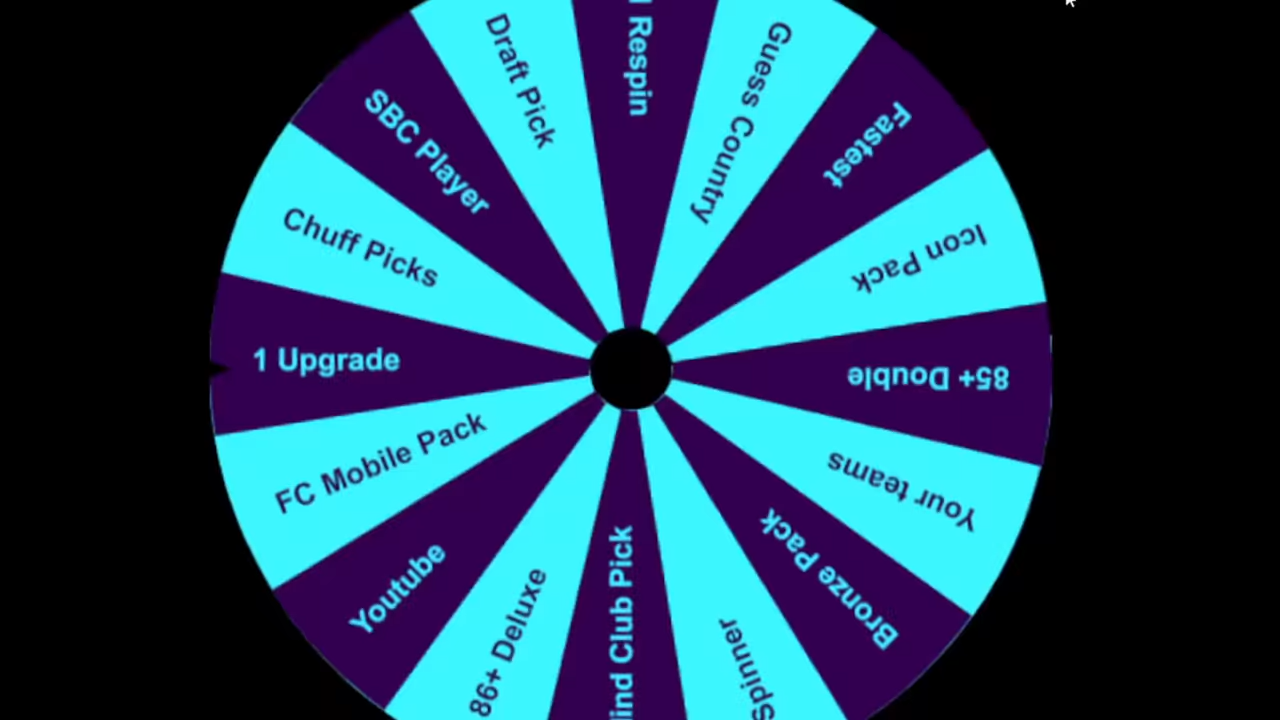 1 Upgrade
Chuff Picks
SBC Player
Draft Pick
Respin
Guess Country
Fastest
Icon Pack
85+ Double
Your teams
Bronze Pack
Spinner
Club Pick
86+ Deluxe
Youtube
FC Mobile Pack